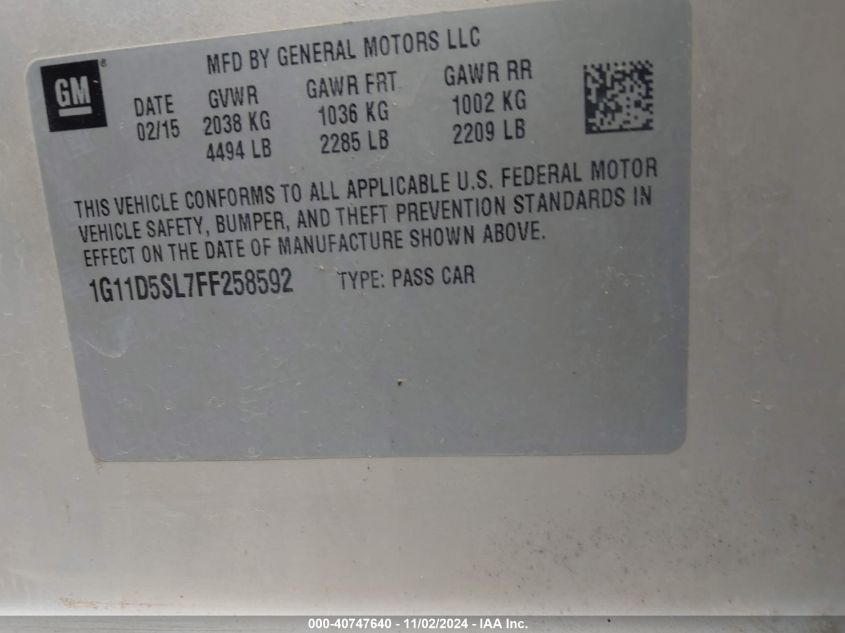 GM®
MFD BY GENERAL MOTORS LLC
DATE GVWR GAWR FRT GAWR RR
02/15 2038 KG 1036 KG 1002 KG
4494 LB 2285 LB 2209 LB
THIS VEHICLE CONFORMS TO ALL APPLICABLE U.S. FEDERAL MOTOR
VEHICLE SAFETY, BUMPER, AND THEFT PREVENTION STANDARDS IN
EFFECT ON THE DATE OF MANUFACTURE SHOWN ABOVE.
1G11D5SL7FF258592 TYPE: PASS CAR
000-40747640 - 11/02/2024 - IAA Inc.